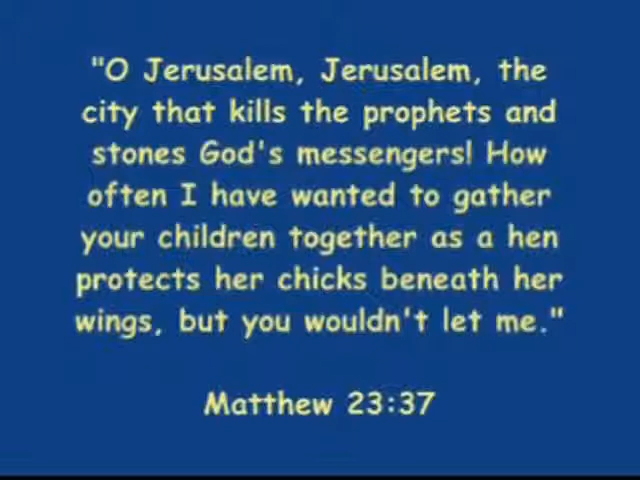 "O Jerusalem, Jerusalem, the
city that kills the prophets and
stones God's messengers! How
often I have wanted to gather
your children together as a hen
protects her chicks beneath her
wings, but you wouldn't let me."
Matthew 23:37